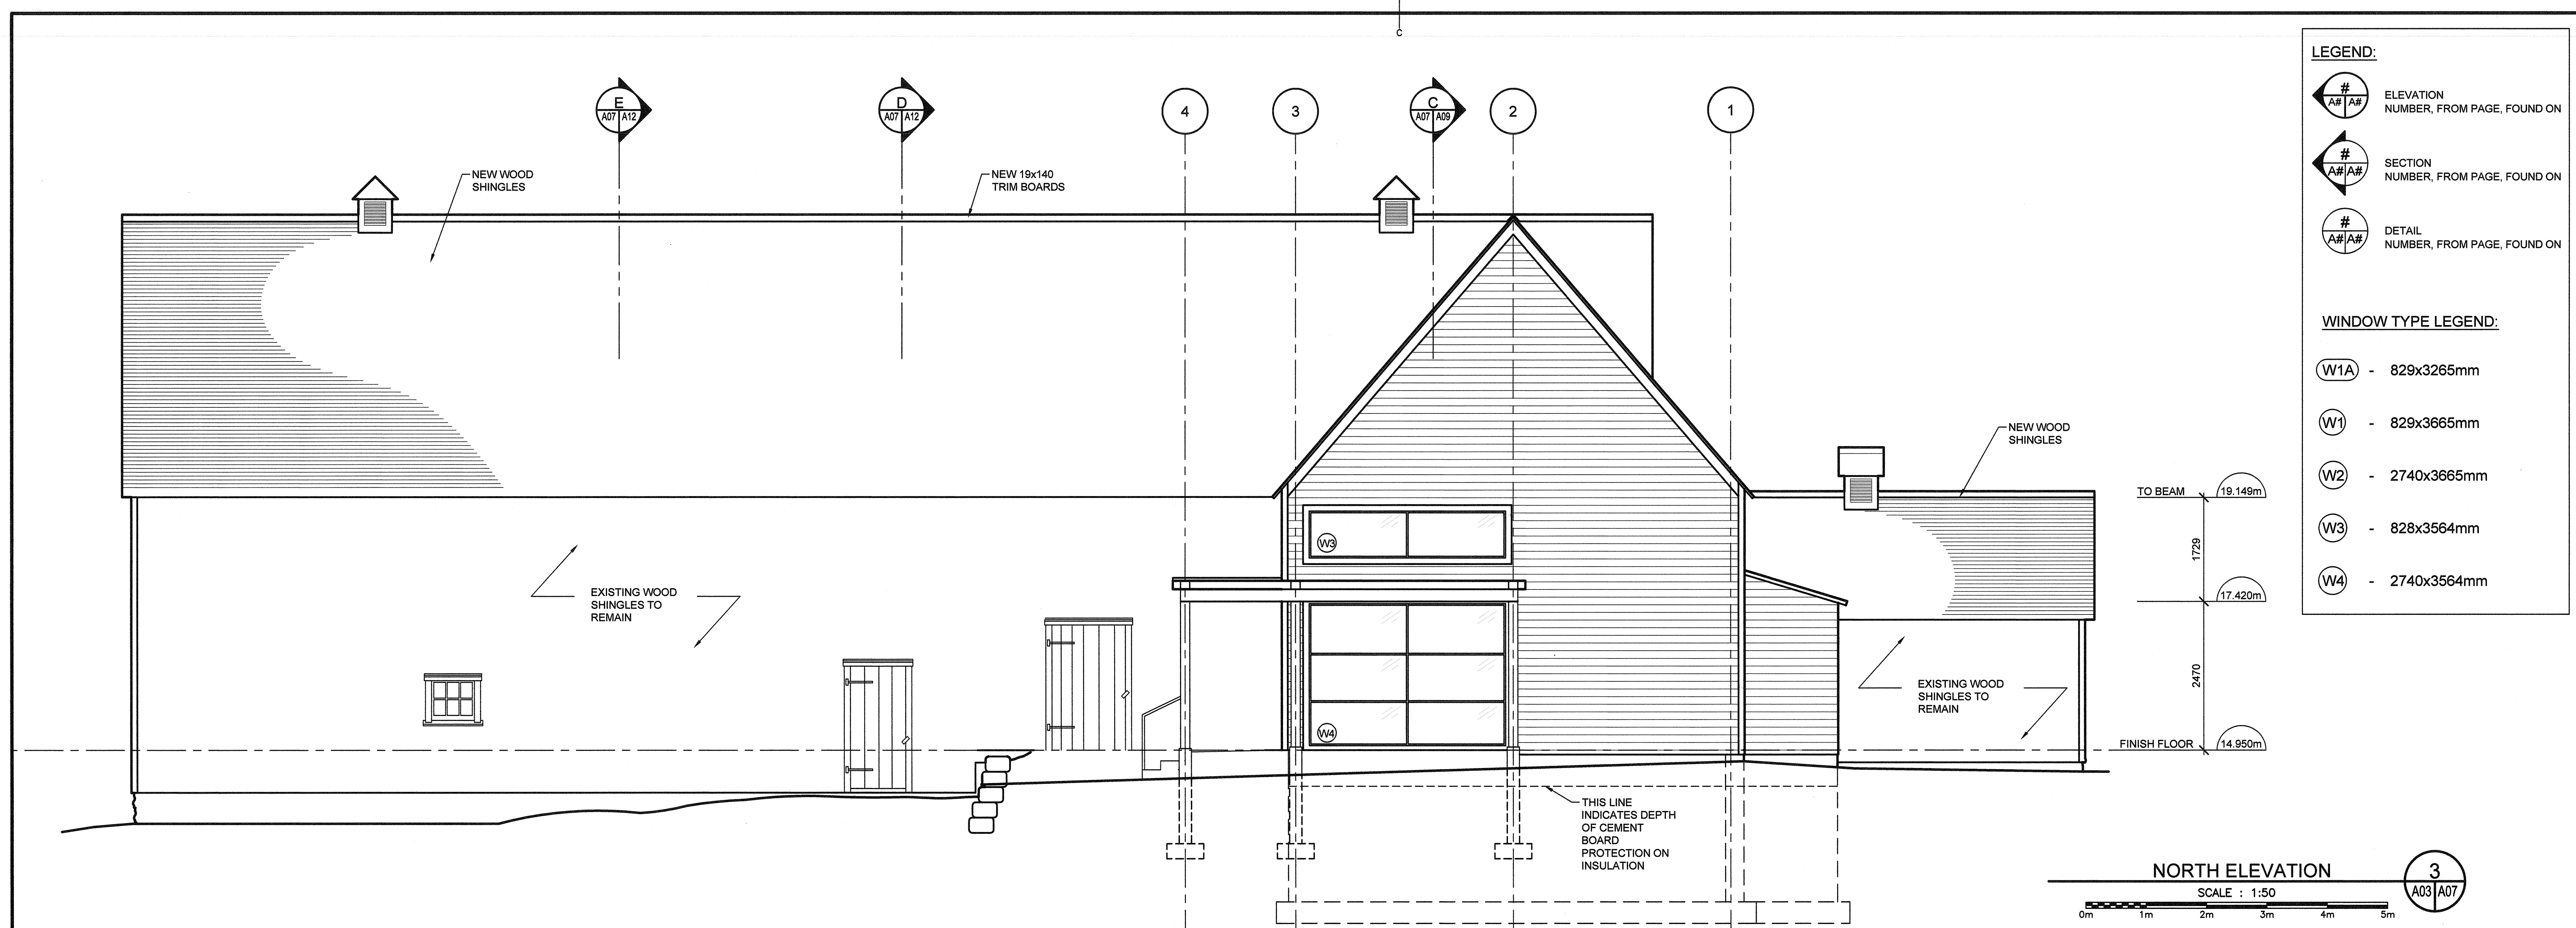 C
E
A07 A12
D
A07 A12
4
3
C
A07 A09
2
1
NEW WOOD
SHINGLES
NEW 19x140
TRIM BOARDS
NEW WOOD
SHINGLES
EXISTING WOOD
SHINGLES TO
REMAIN
W3
W4
EXISTING WOOD
SHINGLES TO
REMAIN
TO BEAM 19.149m
1729
17.420m
2470
FINISH FLOOR 14.950m
THIS LINE
INDICATES DEPTH
OF CEMENT
BOARD
PROTECTION ON
INSULATION
LEGEND:
#
A# A#
ELEVATION
NUMBER, FROM PAGE, FOUND ON
#
A# A#
SECTION
NUMBER, FROM PAGE, FOUND ON
#
A# A#
DETAIL
NUMBER, FROM PAGE, FOUND ON
WINDOW TYPE LEGEND:
W1A - 829x3265mm
W1 - 829x3665mm
W2 - 2740x3665mm
W3 - 828x3564mm
W4 - 2740x3564mm
NORTH ELEVATION
SCALE : 1:50
0m 1m 2m 3m 4m 5m
3
A03 A07